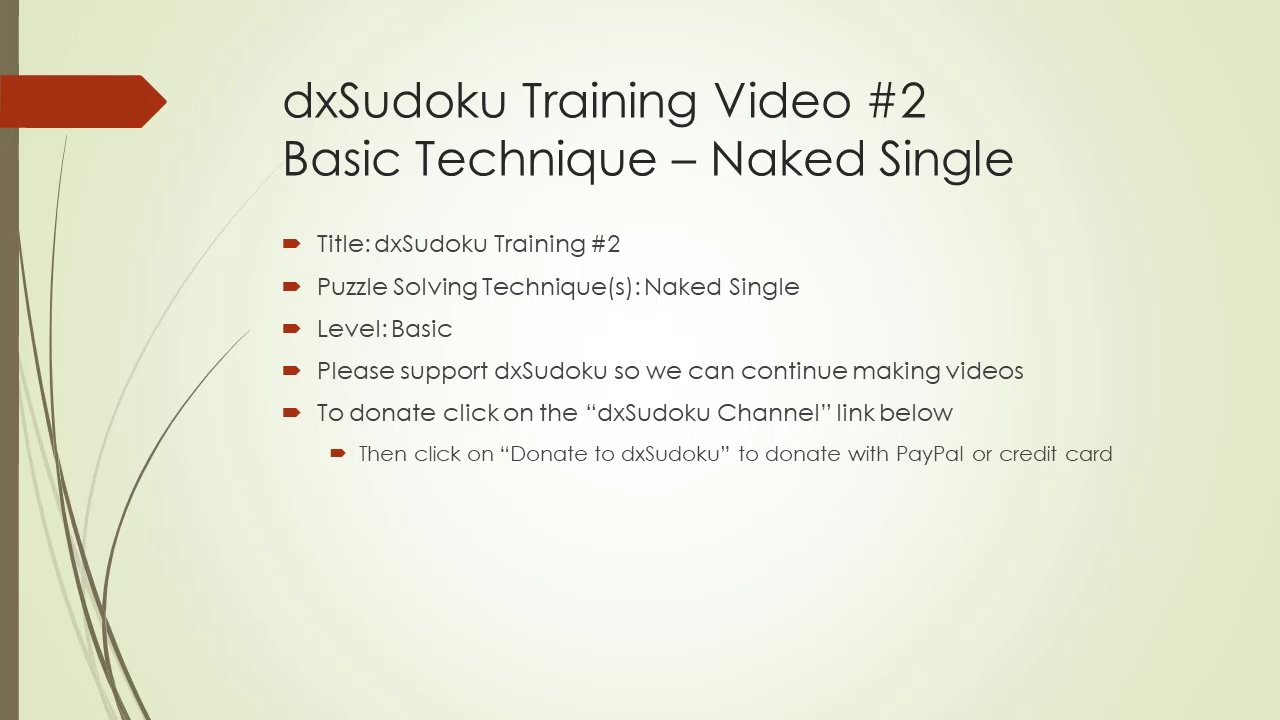 dxSudoku Training Video #2
Basic Technique – Naked Single
Title: dxSudoku Training #2
Puzzle Solving Technique(s): Naked Single
Level: Basic
Please support dxSudoku so we can continue making videos
To donate click on the “dxSudoku Channel” link below
Then click on “Donate to dxSudoku” to donate with PayPal or credit card